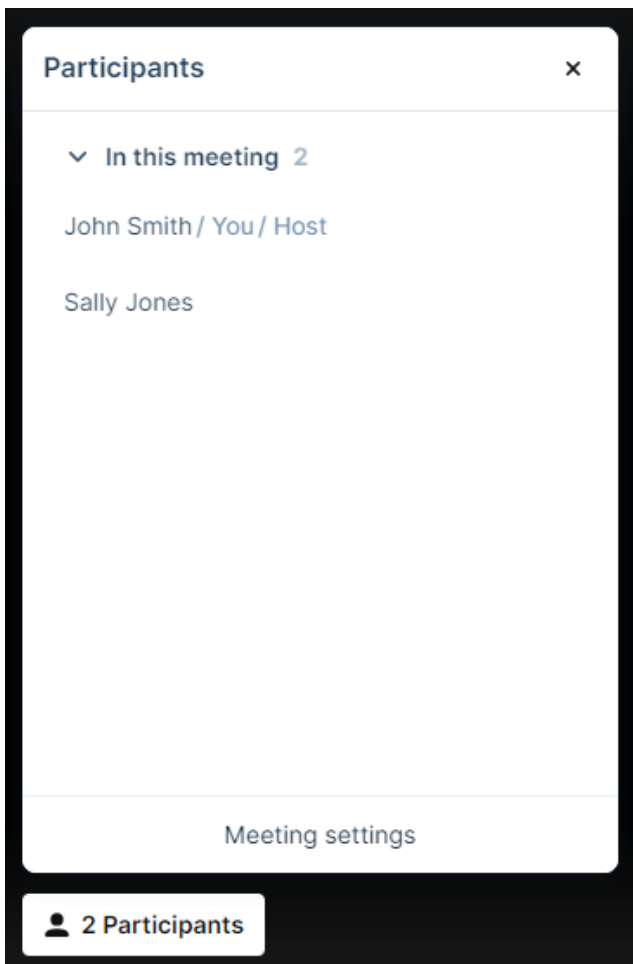 Participants
In this meeting 2
John Smith / You / Host
Sally Jones
Meeting settings
2 Participants